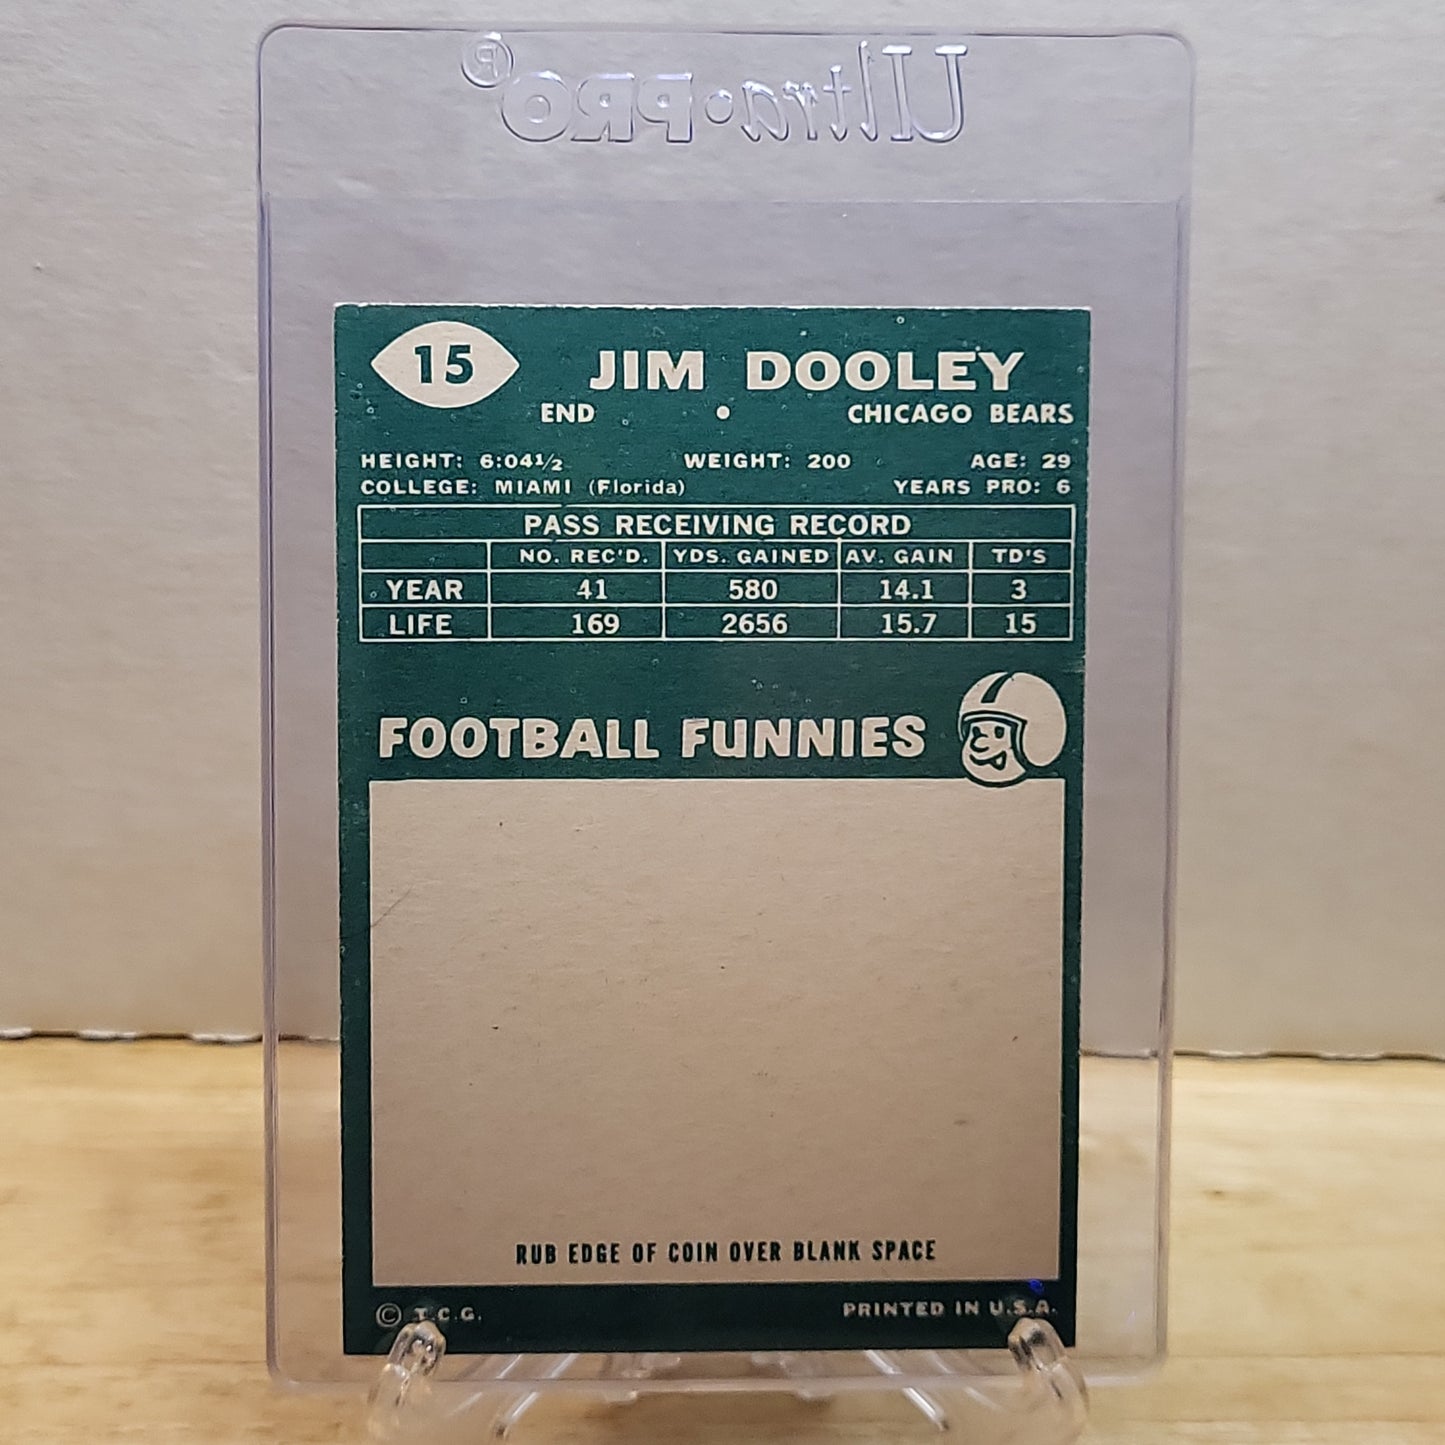 Ultra•PRO®
15
JIM DOOLEY
END • CHICAGO BEARS
HEIGHT: 6:04½ WEIGHT: 200 AGE: 29
COLLEGE: MIAMI (Florida) YEARS PRO: 6
PASS RECEIVING RECORD
NO. REC'D. YDS. GAINED AV. GAIN TD'S
YEAR 41 580 14.1 3
LIFE 169 2656 15.7 15
FOOTBALL FUNNIES
RUB EDGE OF COIN OVER BLANK SPACE
© T.C.G. PRINTED IN U.S.A.